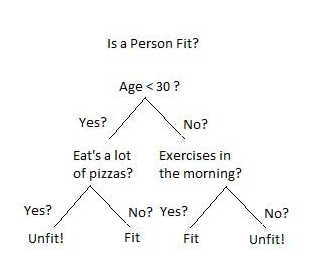 Is a Person Fit?
Age < 30 ?
Yes?
No?
Eat's a lot
of pizzas?
Exercises in
the morning?
Yes?
No?
Yes?
No?
Unfit!
Fit
Fit
Unfit!